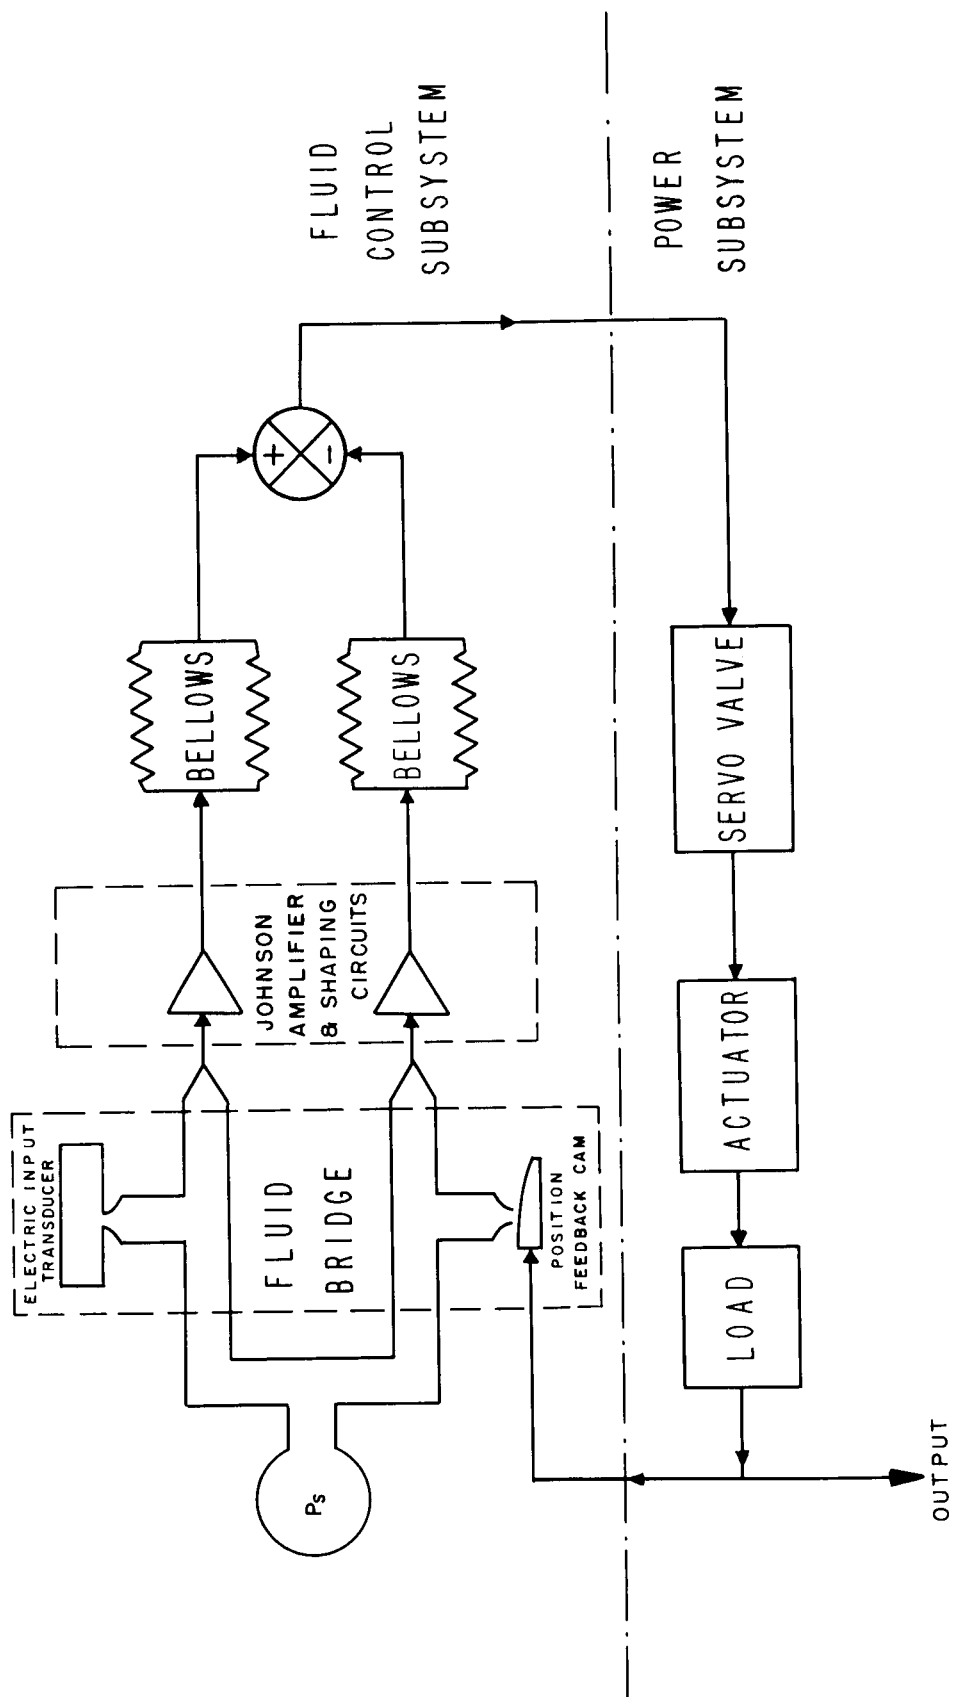 ELECTRIC INPUT
TRANSDUCER
FLUID
BRIDGE
POSITION
FEEDBACK CAM
Ps
JOHNSON
AMPLIFIER
& SHAPING
CIRCUITS
BELLOWS
BELLOWS
+
-
FLUID
CONTROL
SUBSYSTEM
POWER
SUBSYSTEM
SERVO VALVE
ACTUATOR
LOAD
OUTPUT